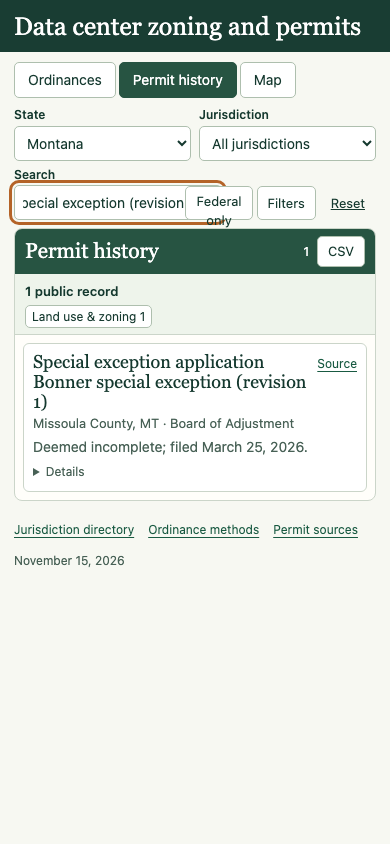 Data center zoning and permits
Ordinances
Permit history
Map
State
Jurisdiction
Montana
All jurisdictions
Search
pecial exception (revision
Federal only
Filters
Reset
Permit history
1
CSV
1 public record
Land use & zoning 1
Special exception application
Bonner special exception (revision
1)
Source
Missoula County, MT · Board of Adjustment
Deemed incomplete; filed March 25, 2026.
Details
Jurisdiction directory
Ordinance methods
Permit sources
November 15, 2026